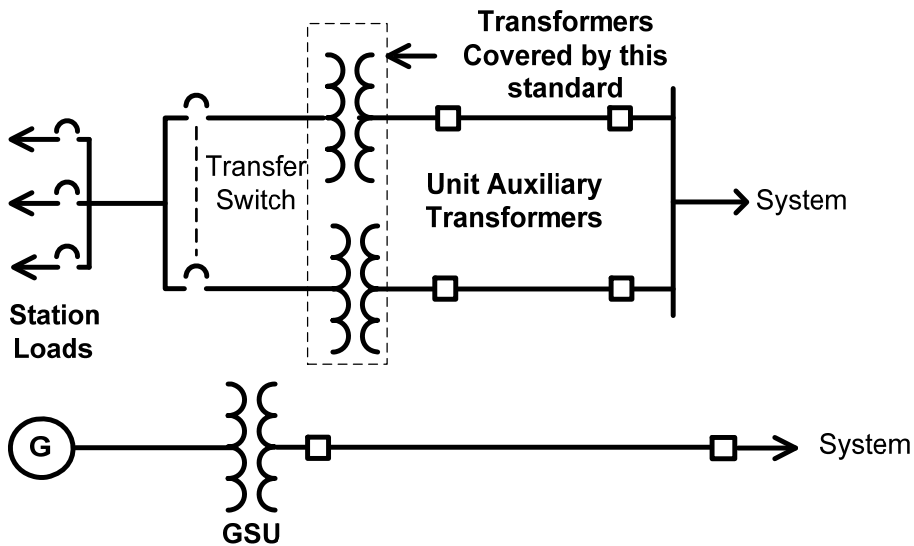 Transformers
Covered by this
standard
Transfer
Switch
Unit Auxiliary
Transformers
System
Station
Loads
G
System
GSU